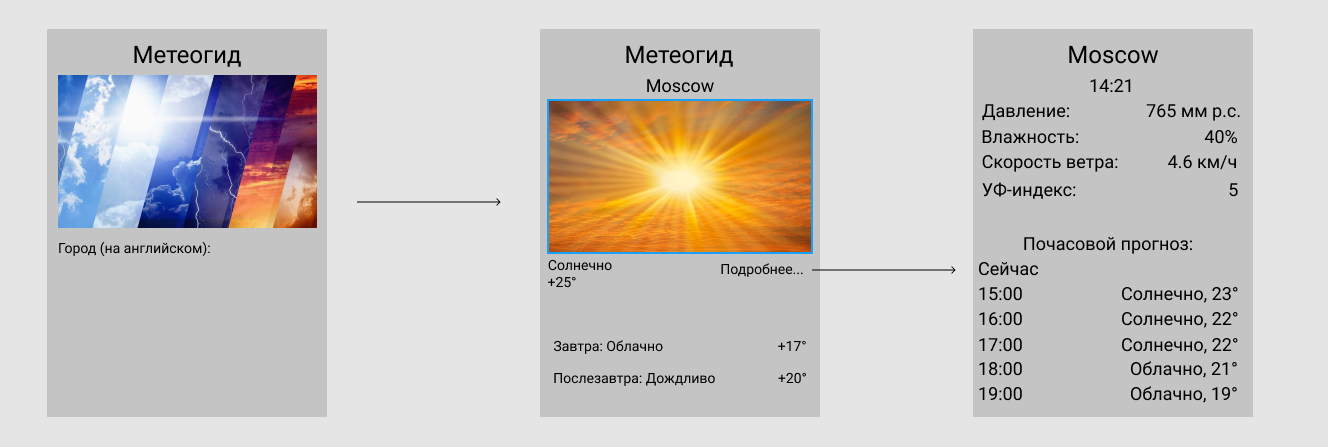 Метеогид
Город (на английском):
Метеогид
Moscow
Солнечно
+25°
Подробнее...
Завтра: Облачно +17°
Послезавтра: Дождливо +20°
Moscow
14:21
Давление: 765 мм р.с.
Влажность: 40%
Скорость ветра: 4.6 км/ч
УФ-индекс: 5
Почасовой прогноз:
Сейчас
15:00 Солнечно, 23°
16:00 Солнечно, 22°
17:00 Солнечно, 22°
18:00 Облачно, 21°
19:00 Облачно, 19°